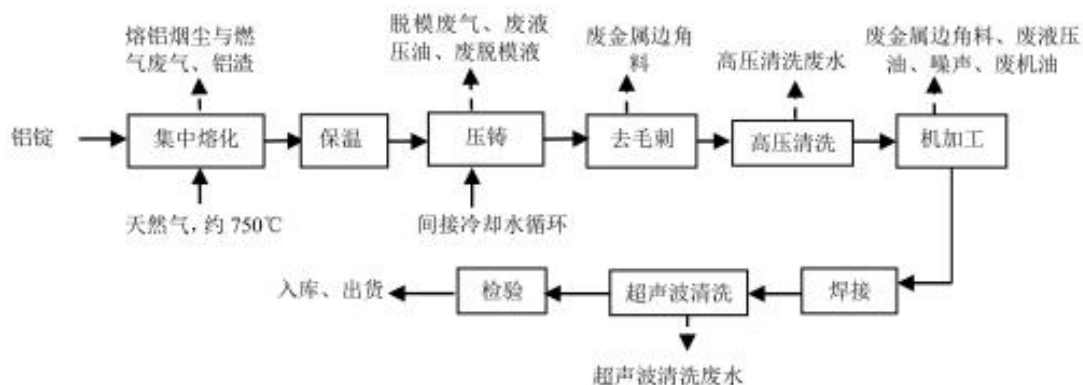 熔铝烟尘与燃
气废气、铝渣
脱模废气、废液
压油、废脱模液
废金属边角
料
高压清洗废水
废金属边角料、废液压
油、噪声、废机油
铝锭
集中熔化
保温
压铸
去毛刺
高压清洗
机加工
天然气，约 750℃
间接冷却水循环
入库、出货
检验
超声波清洗
焊接
超声波清洗废水